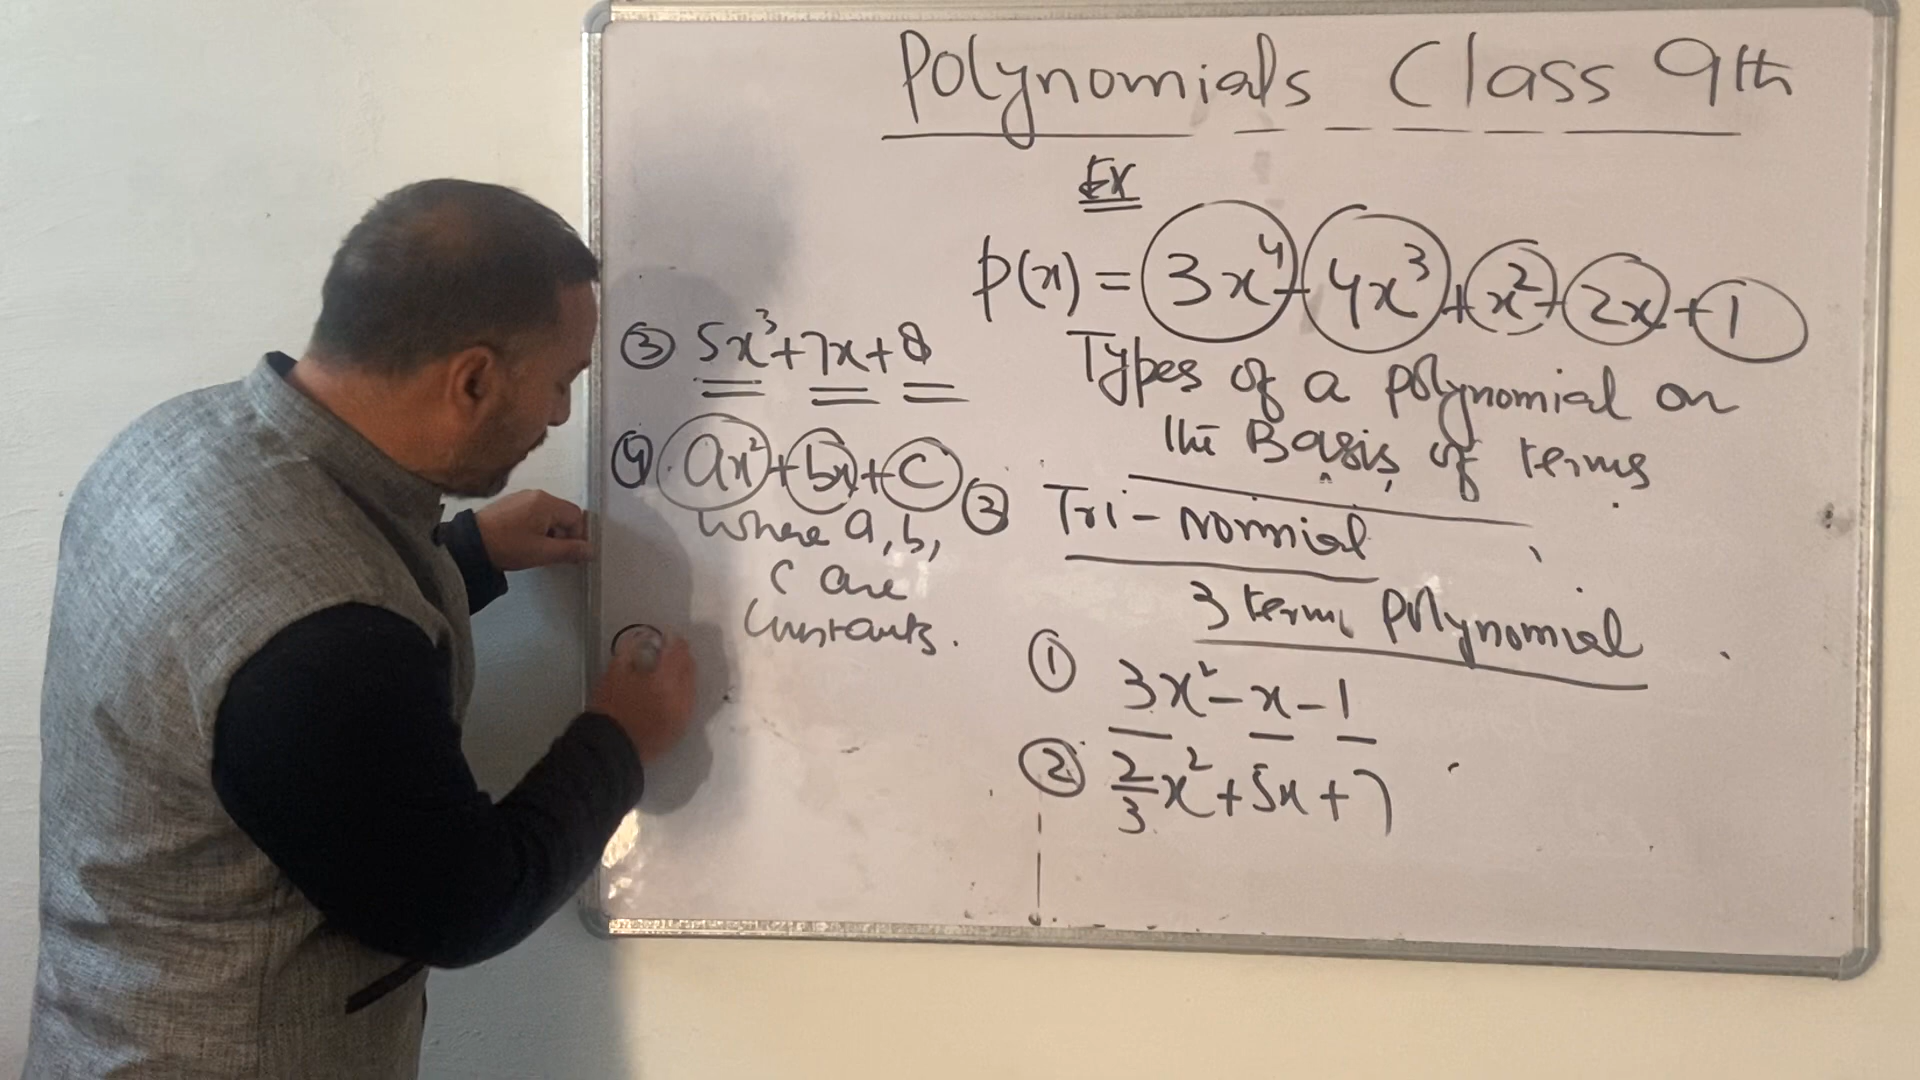 Polynomials Class 9th
Ex
p(x) = 3x⁴ - 4x³ + x² + 2x + 1
Types of a polynomial on
the Basis of terms
③ Tri - nomial
3 term polynomial
① 3x² - x - 1
② 2/3 x² + 5x + 7
③ 5x³ + 7x + 8
④ ax² + bx + c
where a, b,
c are
Constants.